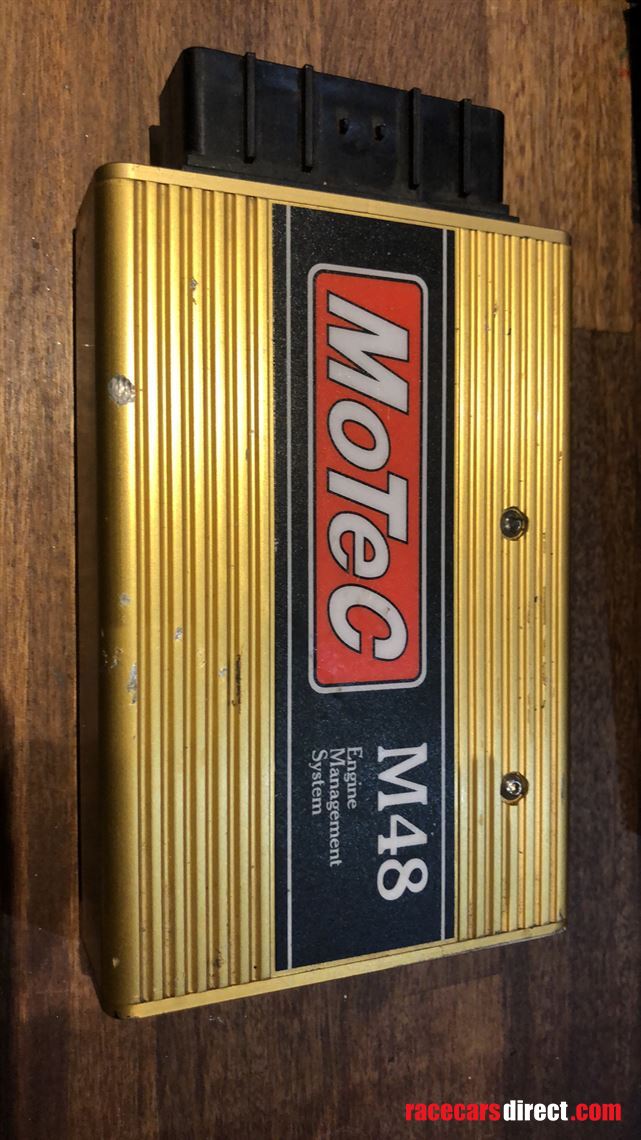 MoTeC
M48
Engine
Management
System
racecarsdirect.com